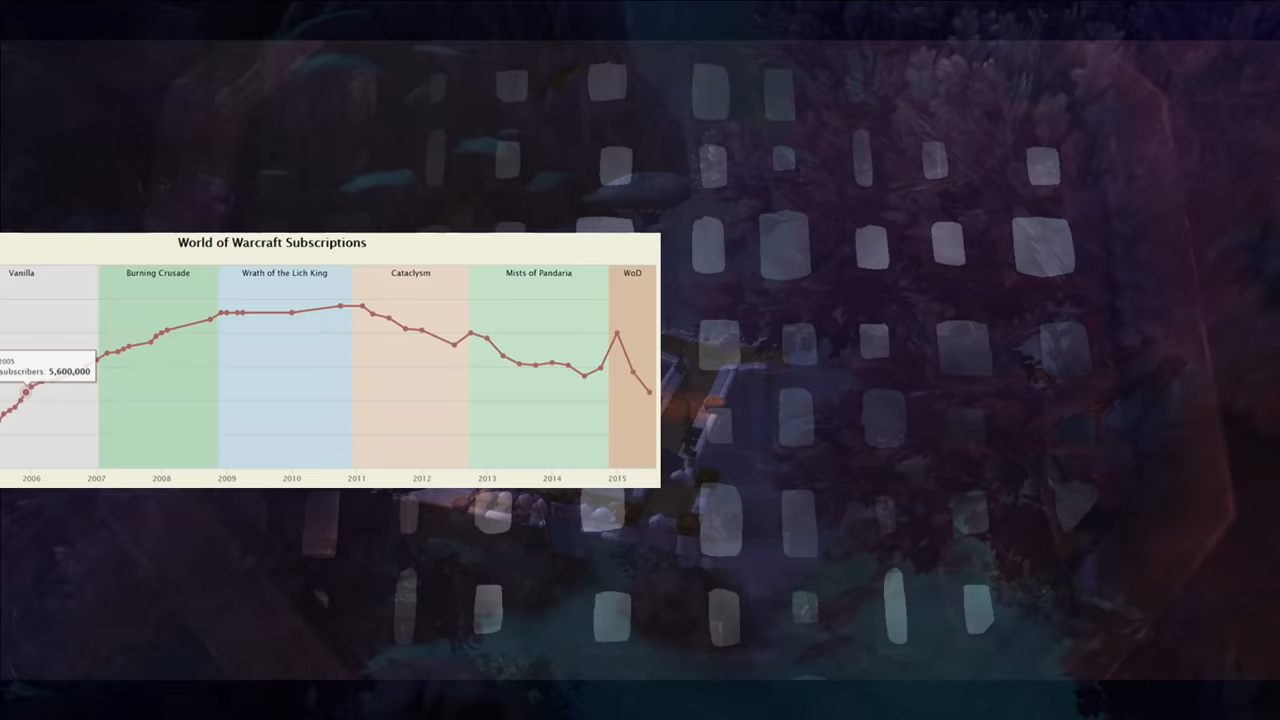 World of Warcraft Subscriptions
Vanilla Burning Crusade Wrath of the Lich King Cataclysm Mists of Pandaria WoD
2005
subscribers: 5,600,000
2006 2007 2008 2009 2010 2011 2012 2013 2014 2015